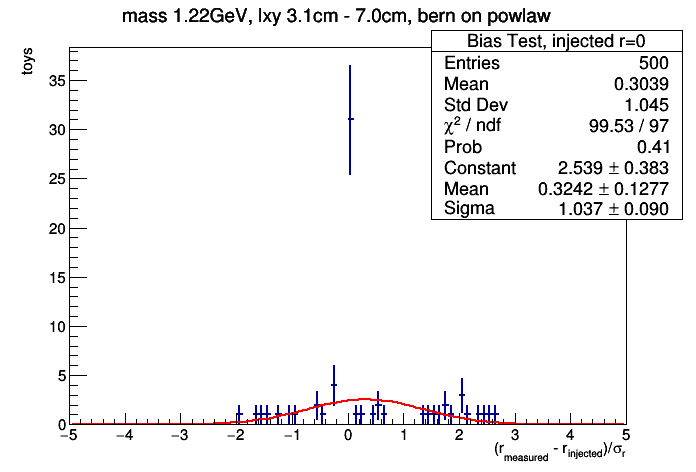 mass 1.22GeV, lxy 3.1cm - 7.0cm, bern on powlaw
toys
Bias Test, injected r=0
Entries 500
Mean 0.3039
Std Dev 1.045
χ² / ndf 99.53 / 97
Prob 0.41
Constant 2.539 ± 0.383
Mean 0.3242 ± 0.1277
Sigma 1.037 ± 0.090
35
30
25
20
15
10
5
0
−5 −4 −3 −2 −1 0 1 2 3 4 5
(r_measured - r_injected)/σ_r